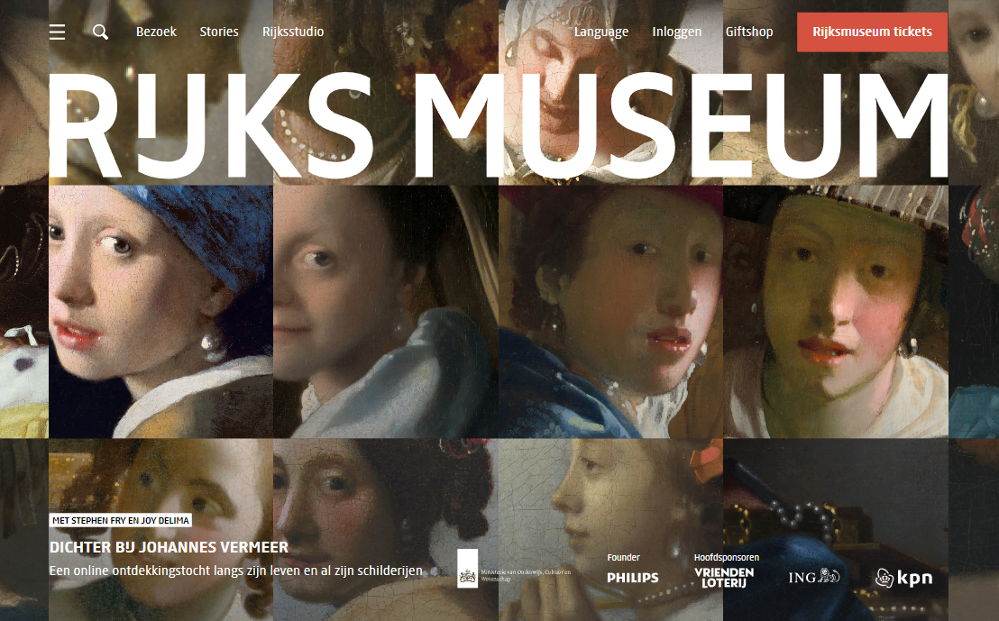 Bezoek
Stories
Rijksstudio
Language
Inloggen
Giftshop
Rijksmuseum tickets
RIJKS MUSEUM
MET STEPHEN FRY EN JOY DELIMA
DICHTER BIJ JOHANNES VERMEER
Een online ontdekkingstocht langs zijn leven en al zijn schilderijen
Ministerie van Onderwijs, Cultuur en
Wetenschap
Founder
PHILIPS
Hoofdsponsoren
VRIENDEN
LOTERIJ
ING
kpn